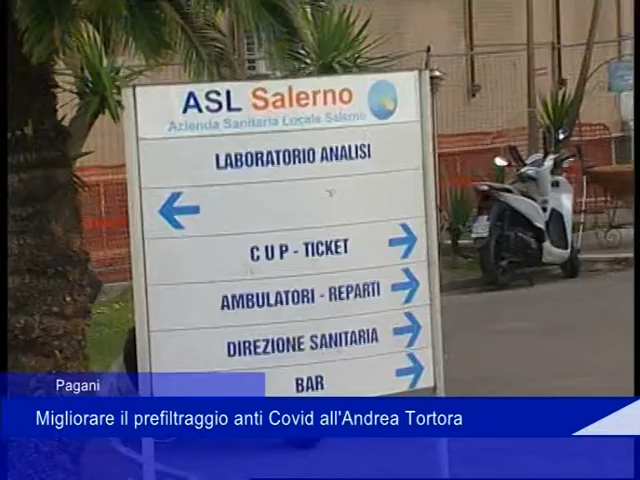 ASL Salerno
Azienda Sanitaria Locale Salerno
LABORATORIO ANALISI
C U P - TICKET
AMBULATORI - REPARTI
DIREZIONE SANITARIA
BAR
Pagani
Migliorare il prefiltraggio anti Covid all'Andrea Tortora